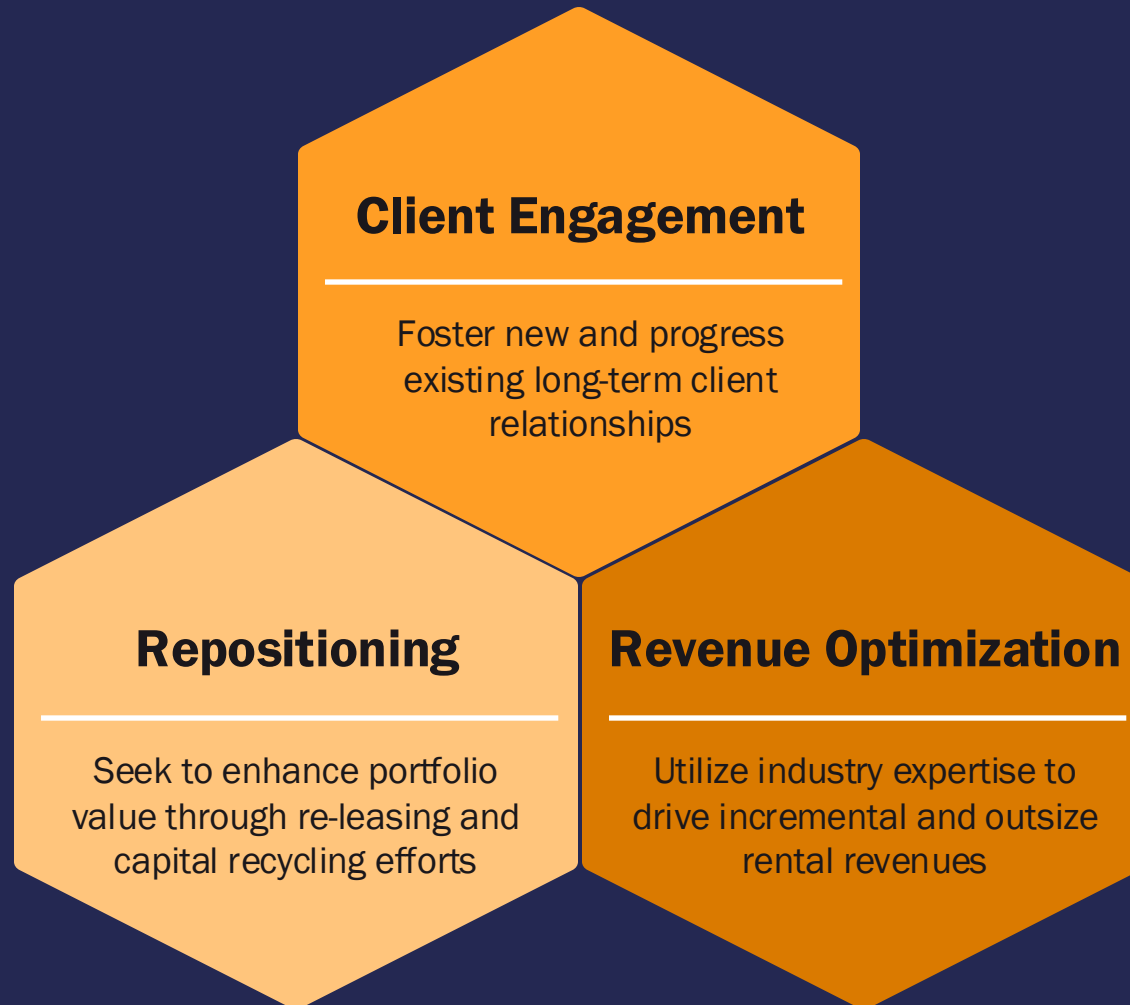 Client Engagement
Foster new and progress
existing long-term client
relationships
Repositioning
Seek to enhance portfolio
value through re-leasing and
capital recycling efforts
Revenue Optimization
Utilize industry expertise to
drive incremental and outsize
rental revenues